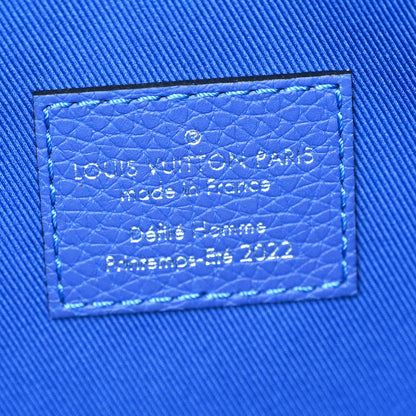 LOUIS VUITTON PARIS
made in France
Défilé Homme
Printemps-Été 2022